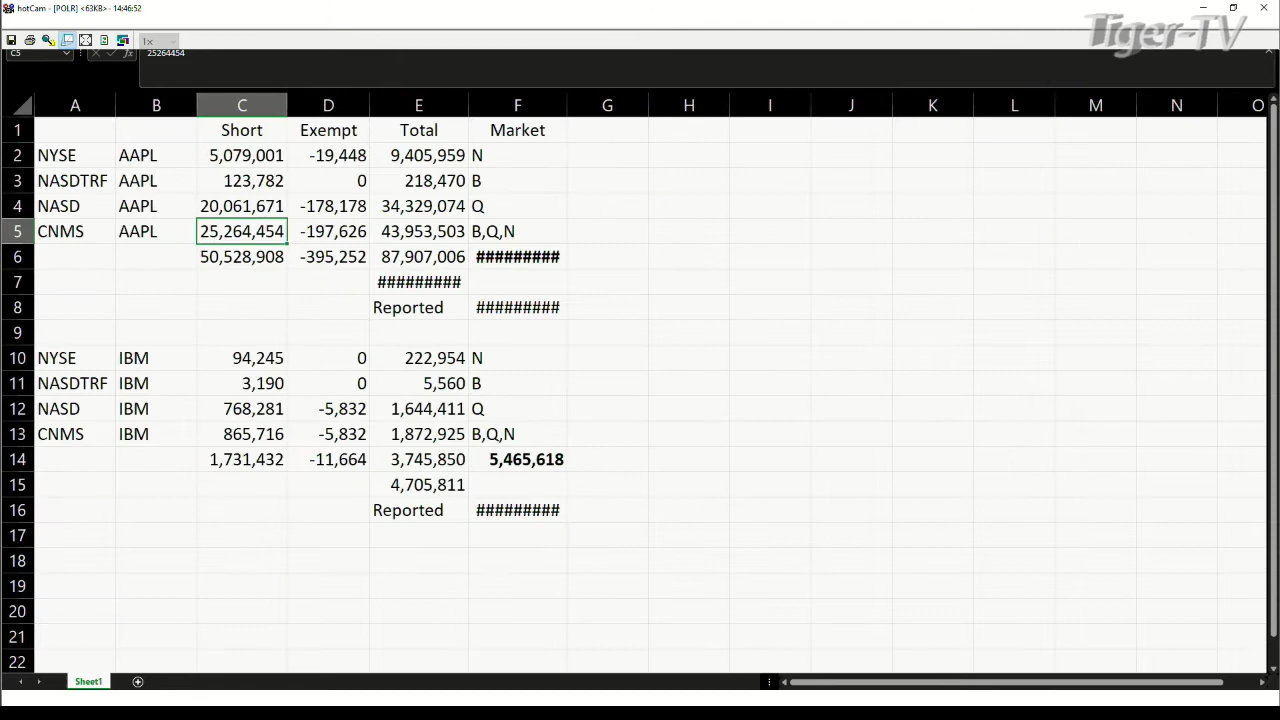 hotCam - [POLR] <63KB> - 14:46:52
Tiger-TV
1x
C5 fx 25264454
A B C D E F G H I J K L M N O
1 Short Exempt Total Market
2 NYSE AAPL 5,079,001 -19,448 9,405,959 N
3 NASDTRF AAPL 123,782 0 218,470 B
4 NASD AAPL 20,061,671 -178,178 34,329,074 Q
5 CNMS AAPL 25,264,454 -197,626 43,953,503 B,Q,N
6 50,528,908 -395,252 87,907,006 #########
7 #########
8 Reported #########
9
10 NYSE IBM 94,245 0 222,954 N
11 NASDTRF IBM 3,190 0 5,560 B
12 NASD IBM 768,281 -5,832 1,644,411 Q
13 CNMS IBM 865,716 -5,832 1,872,925 B,Q,N
14 1,731,432 -11,664 3,745,850 5,465,618
15 4,705,811
16 Reported #########
17
18
19
20
21
22
Sheet1